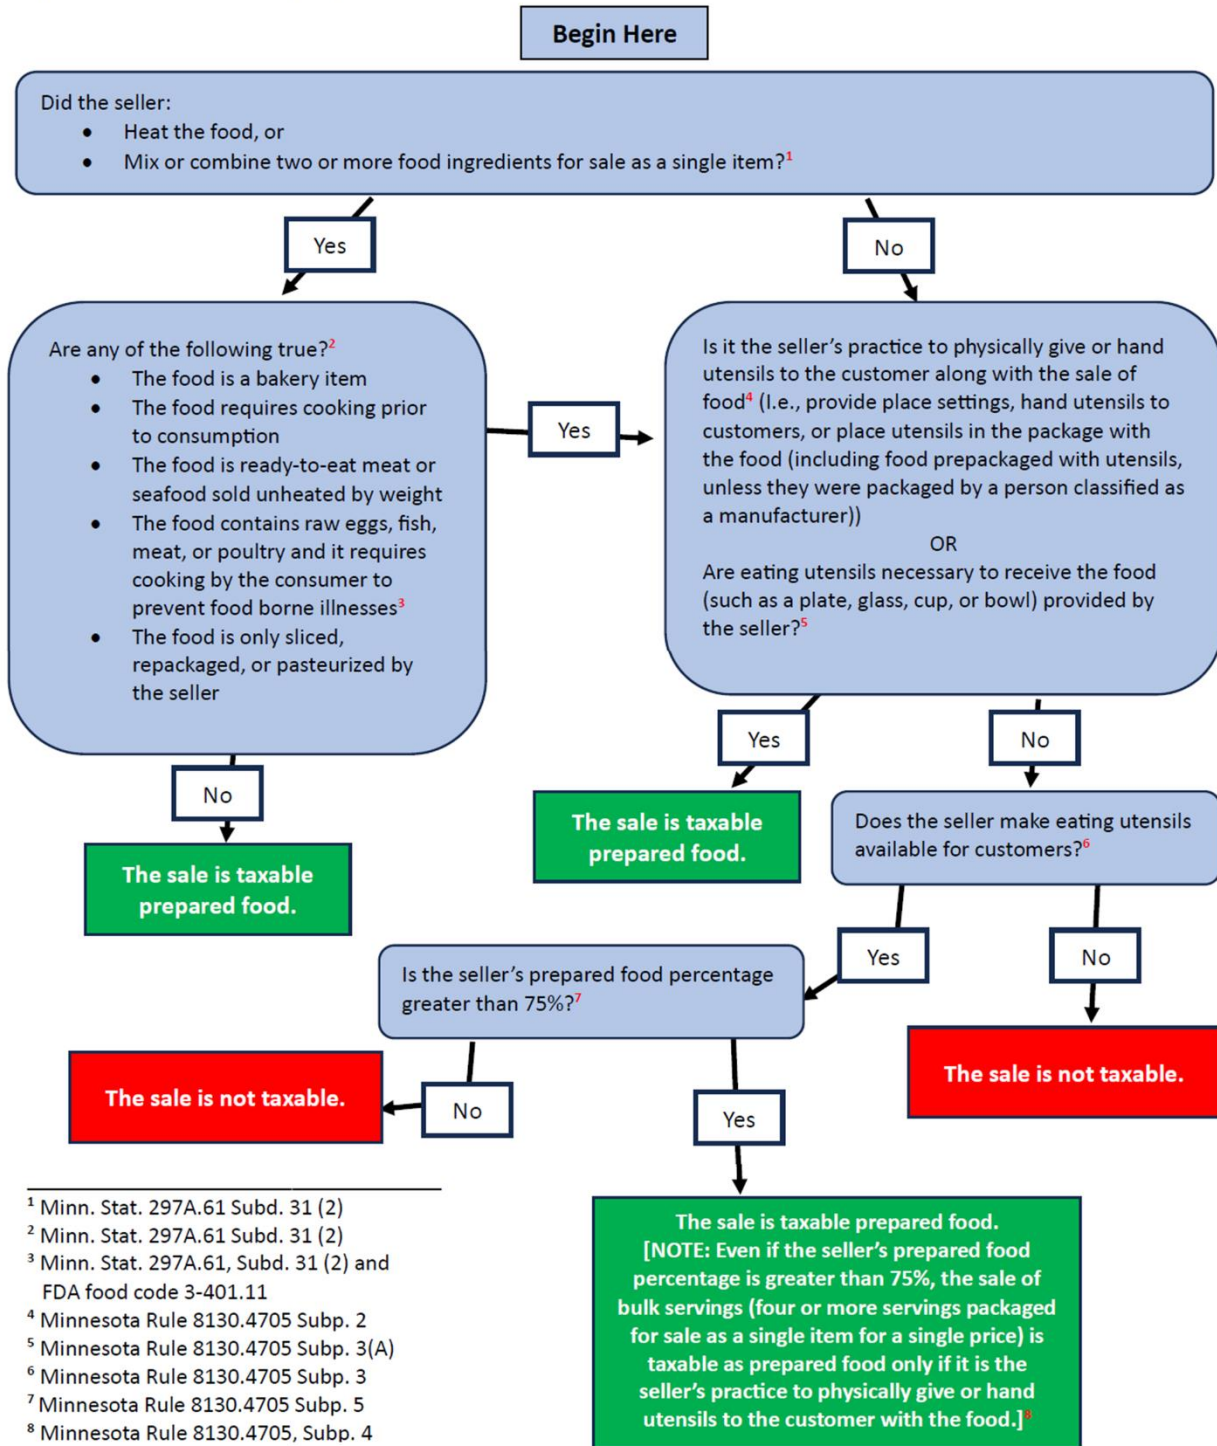 Begin Here
Did the seller:
• Heat the food, or
• Mix or combine two or more food ingredients for sale as a single item?1
Yes
No
Are any of the following true?2
• The food is a bakery item
• The food requires cooking prior
to consumption
• The food is ready-to-eat meat or
seafood sold unheated by weight
• The food contains raw eggs, fish,
meat, or poultry and it requires
cooking by the consumer to
prevent food borne illnesses3
• The food is only sliced,
repackaged, or pasteurized by
the seller
Yes
Is it the seller’s practice to physically give or hand
utensils to the customer along with the sale of
food4 (I.e., provide place settings, hand utensils to
customers, or place utensils in the package with
the food (including food prepackaged with utensils,
unless they were packaged by a person classified as
a manufacturer))
OR
Are eating utensils necessary to receive the food
(such as a plate, glass, cup, or bowl) provided by
the seller?5
No
The sale is taxable
prepared food.
Yes
No
The sale is taxable
prepared food.
Does the seller make eating utensils
available for customers?6
Yes
No
Is the seller’s prepared food percentage
greater than 75%?7
The sale is not taxable.
The sale is not taxable.
No
Yes
The sale is taxable prepared food.
[NOTE: Even if the seller’s prepared food
percentage is greater than 75%, the sale of
bulk servings (four or more servings packaged
for sale as a single item for a single price) is
taxable as prepared food only if it is the
seller’s practice to physically give or hand
utensils to the customer with the food.]8
1 Minn. Stat. 297A.61 Subd. 31 (2)
2 Minn. Stat. 297A.61 Subd. 31 (2)
3 Minn. Stat. 297A.61, Subd. 31 (2) and
FDA food code 3-401.11
4 Minnesota Rule 8130.4705 Subp. 2
5 Minnesota Rule 8130.4705 Subp. 3(A)
6 Minnesota Rule 8130.4705 Subp. 3
7 Minnesota Rule 8130.4705 Subp. 5
8 Minnesota Rule 8130.4705, Subp. 4